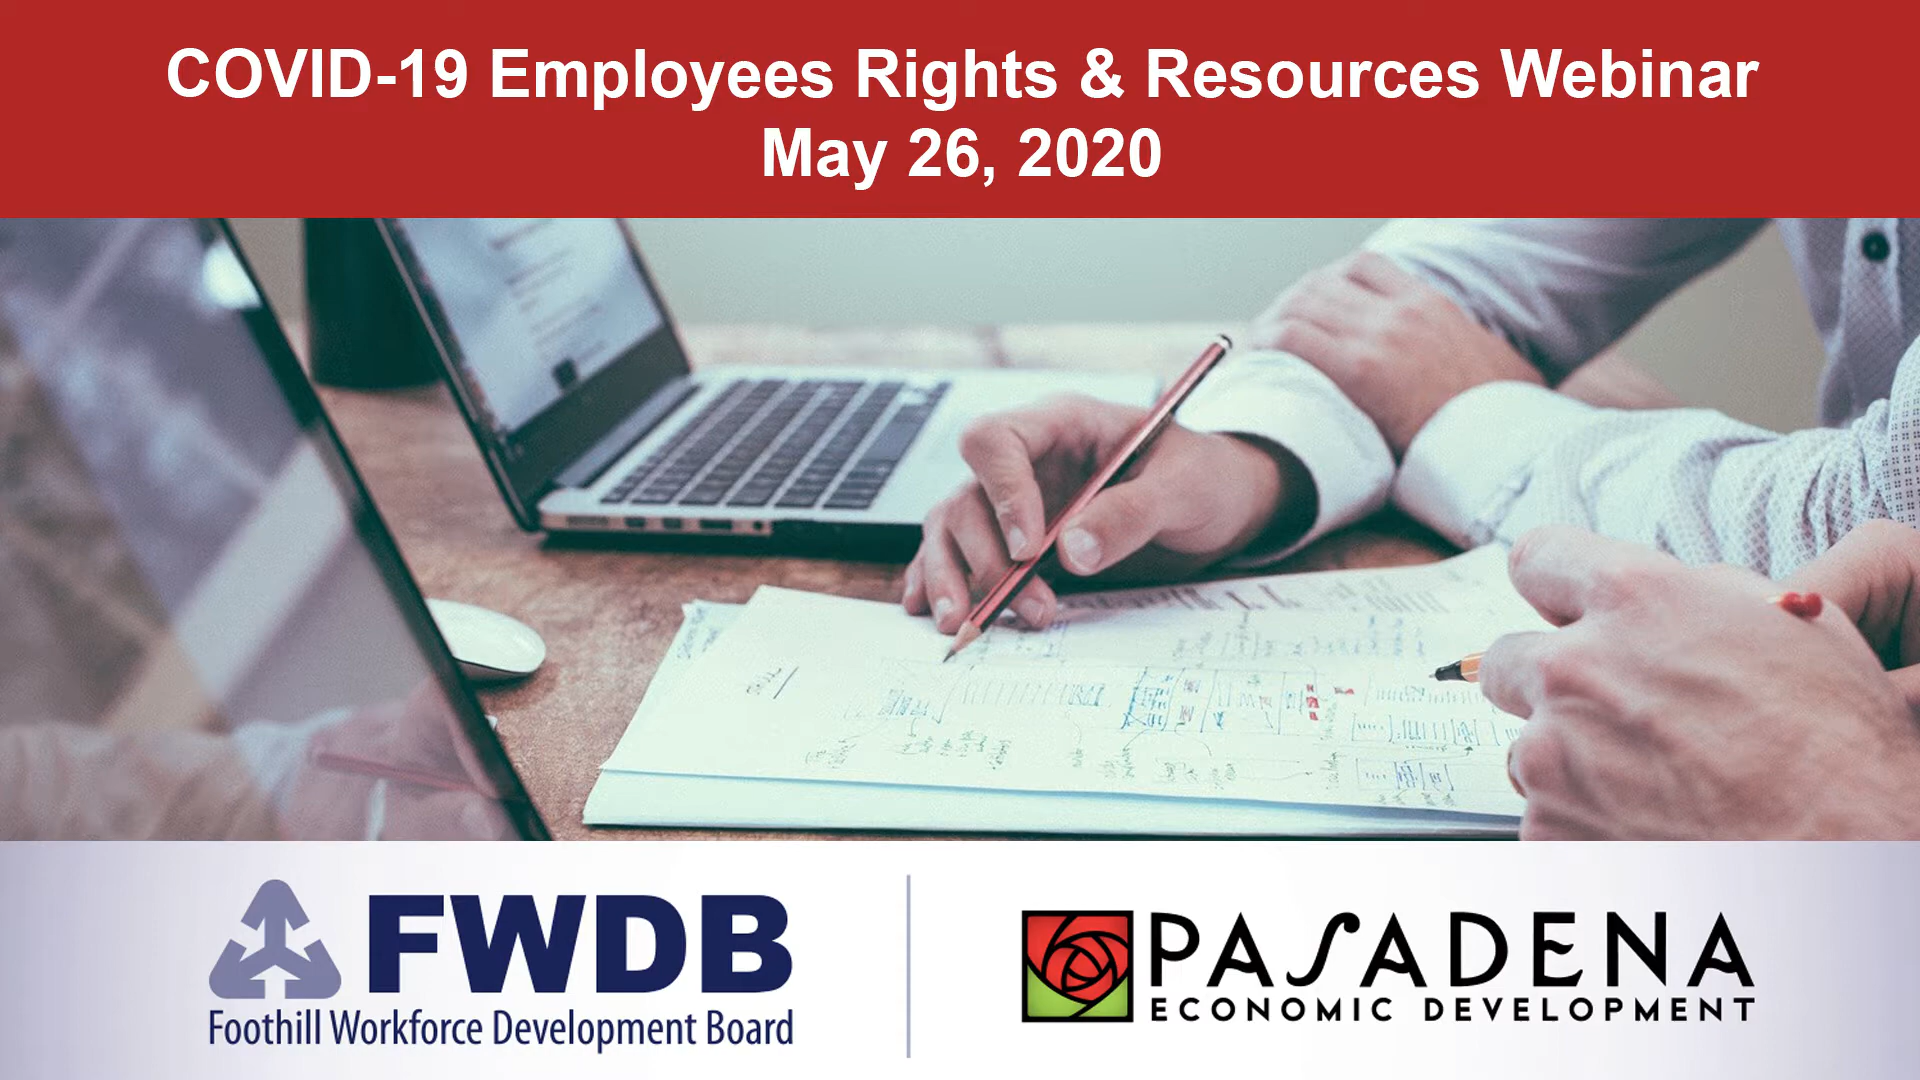 COVID-19 Employees Rights & Resources Webinar
May 26, 2020
FWDB
Foothill Workforce Development Board
PASADENA
ECONOMIC DEVELOPMENT